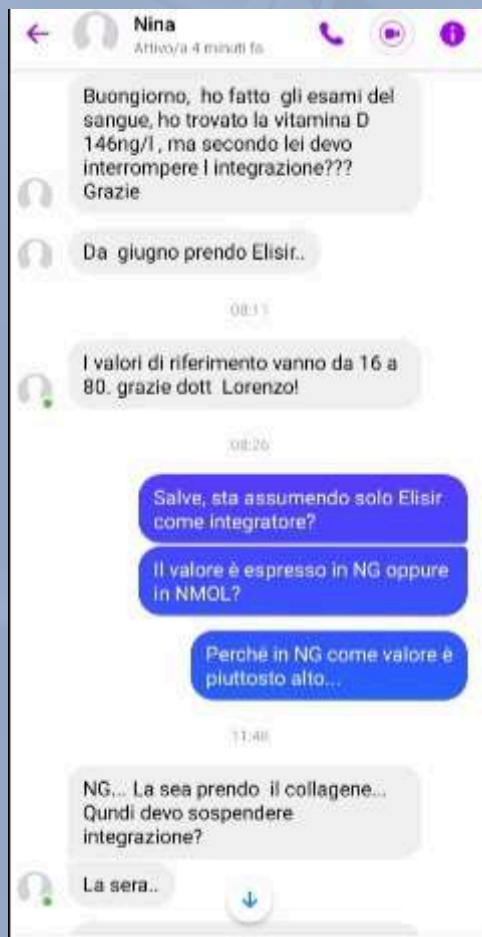 Nina
Attivo/a 4 minuti fa
Buongiorno, ho fatto gli esami del
sangue, ho trovato la vitamina D
146ng/l , ma secondo lei devo
interrompere l integrazione???
Grazie
Da giugno prendo Elisir..
08:11
I valori di riferimento vanno da 16 a
80. grazie dott Lorenzo!
08:26
Salve, sta assumendo solo Elisir
come integratore?
Il valore è espresso in NG oppure
in NMOL?
Perché in NG come valore è
piuttosto alto...
11:48
NG... La sea prendo il collagene...
Qundi devo sospendere
integrazione?
La sera..